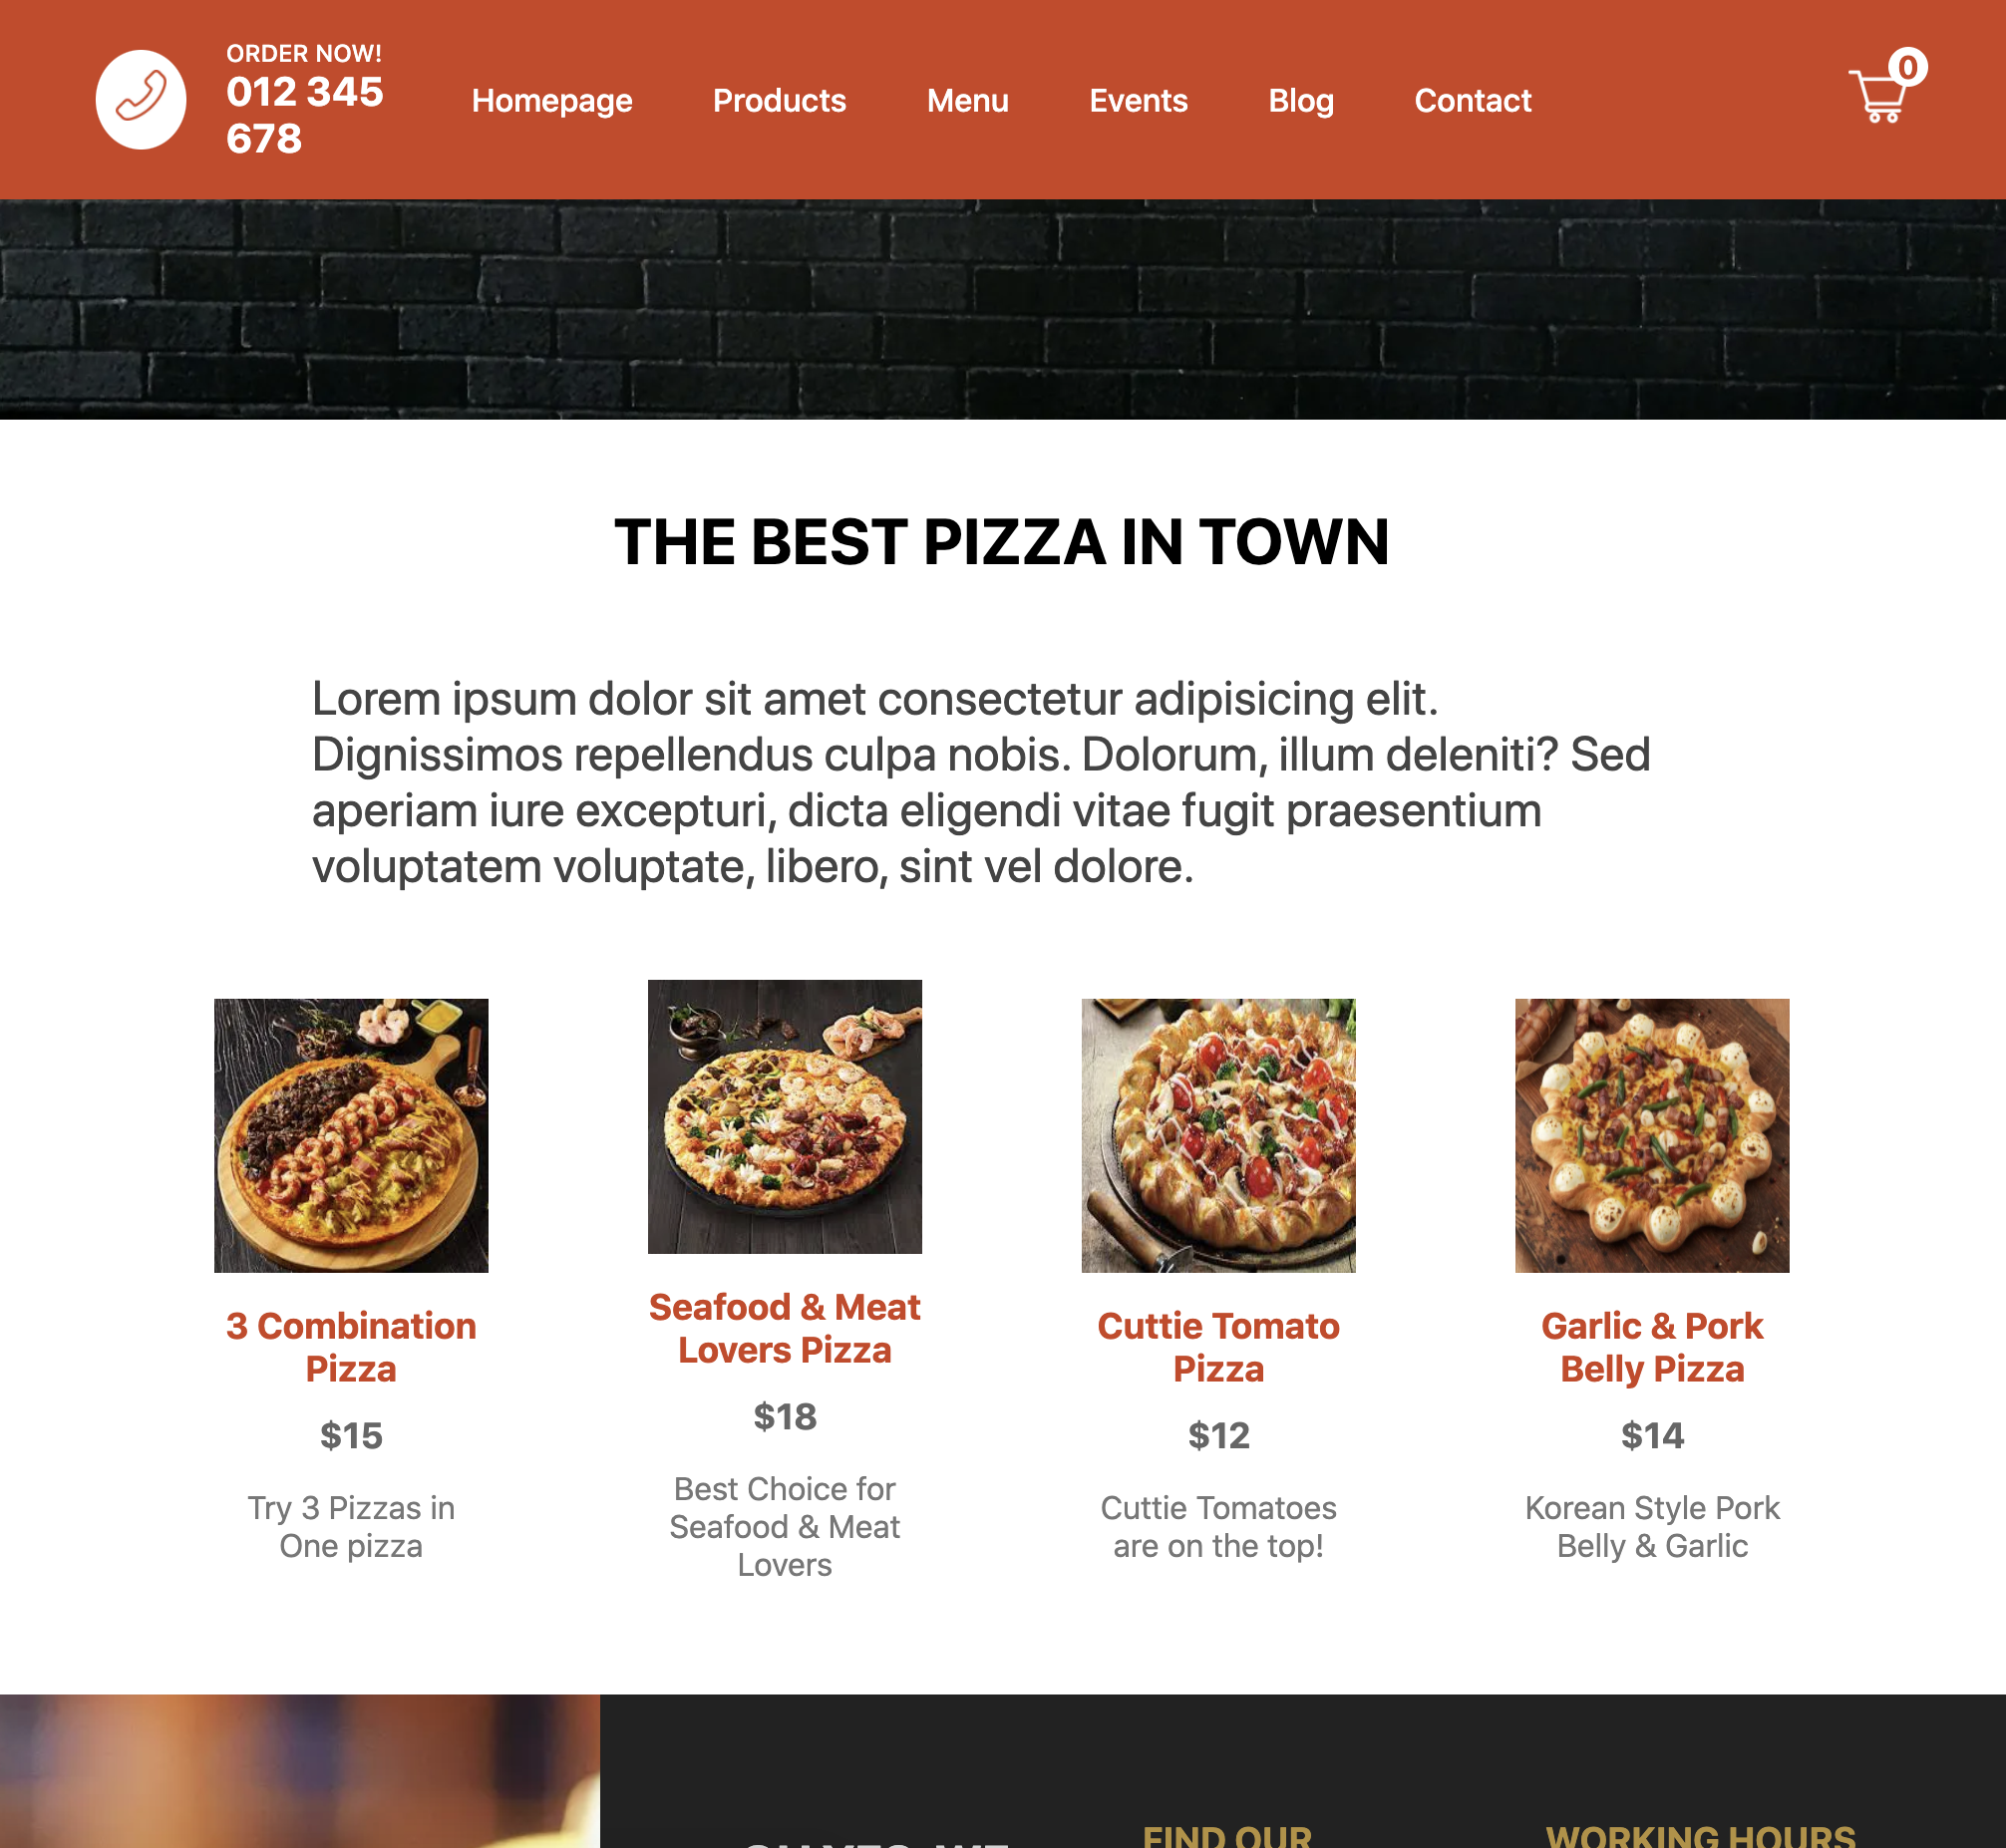 ORDER NOW!
012 345
678
Homepage
Products
Menu
Events
Blog
Contact
0
THE BEST PIZZA IN TOWN
Lorem ipsum dolor sit amet consectetur adipisicing elit.
Dignissimos repellendus culpa nobis. Dolorum, illum deleniti? Sed
aperiam iure excepturi, dicta eligendi vitae fugit praesentium
voluptatem voluptate, libero, sint vel dolore.
3 Combination
Pizza
$15
Try 3 Pizzas in
One pizza
Seafood & Meat
Lovers Pizza
$18
Best Choice for
Seafood & Meat
Lovers
Cuttie Tomato
Pizza
$12
Cuttie Tomatoes
are on the top!
Garlic & Pork
Belly Pizza
$14
Korean Style Pork
Belly & Garlic
FIND OUR
WORKING HOURS